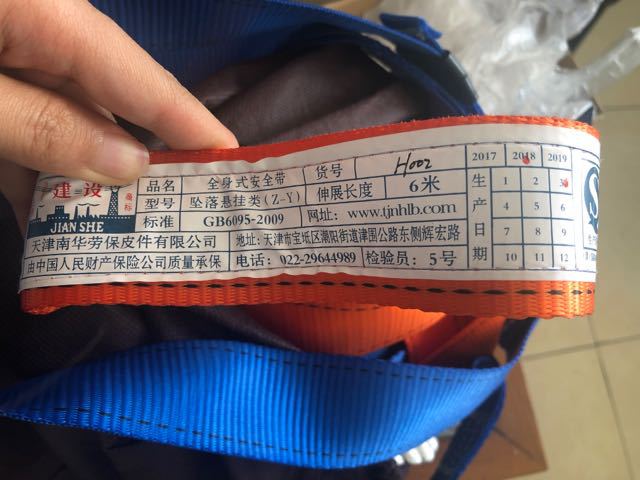 建设
商标
JIAN SHE
品名 全身式安全带 货号 H002
型号 坠落悬挂类(Z-Y) 伸展长度 6米
标准 GB6095-2009 网址: www.tjnhlb.com
天津南华劳保皮件有限公司 地址: 天津市宝坻区潮阳街道津围公路东侧辉宏路
由中国人民财产保险公司质量承保 电话: 022-29644989 检验员: 5号
生产日期
2017 2018 2019
1 2 3
4 5 6
7 8 9
10 11 12